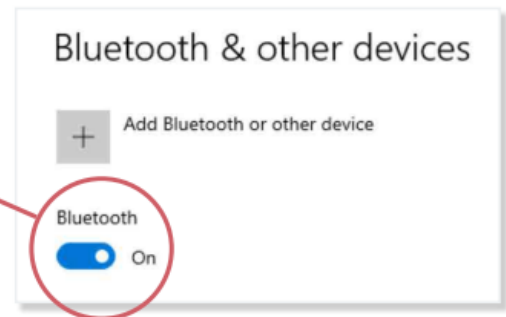 Bluetooth & other devices
Add Bluetooth or other device
Bluetooth
On